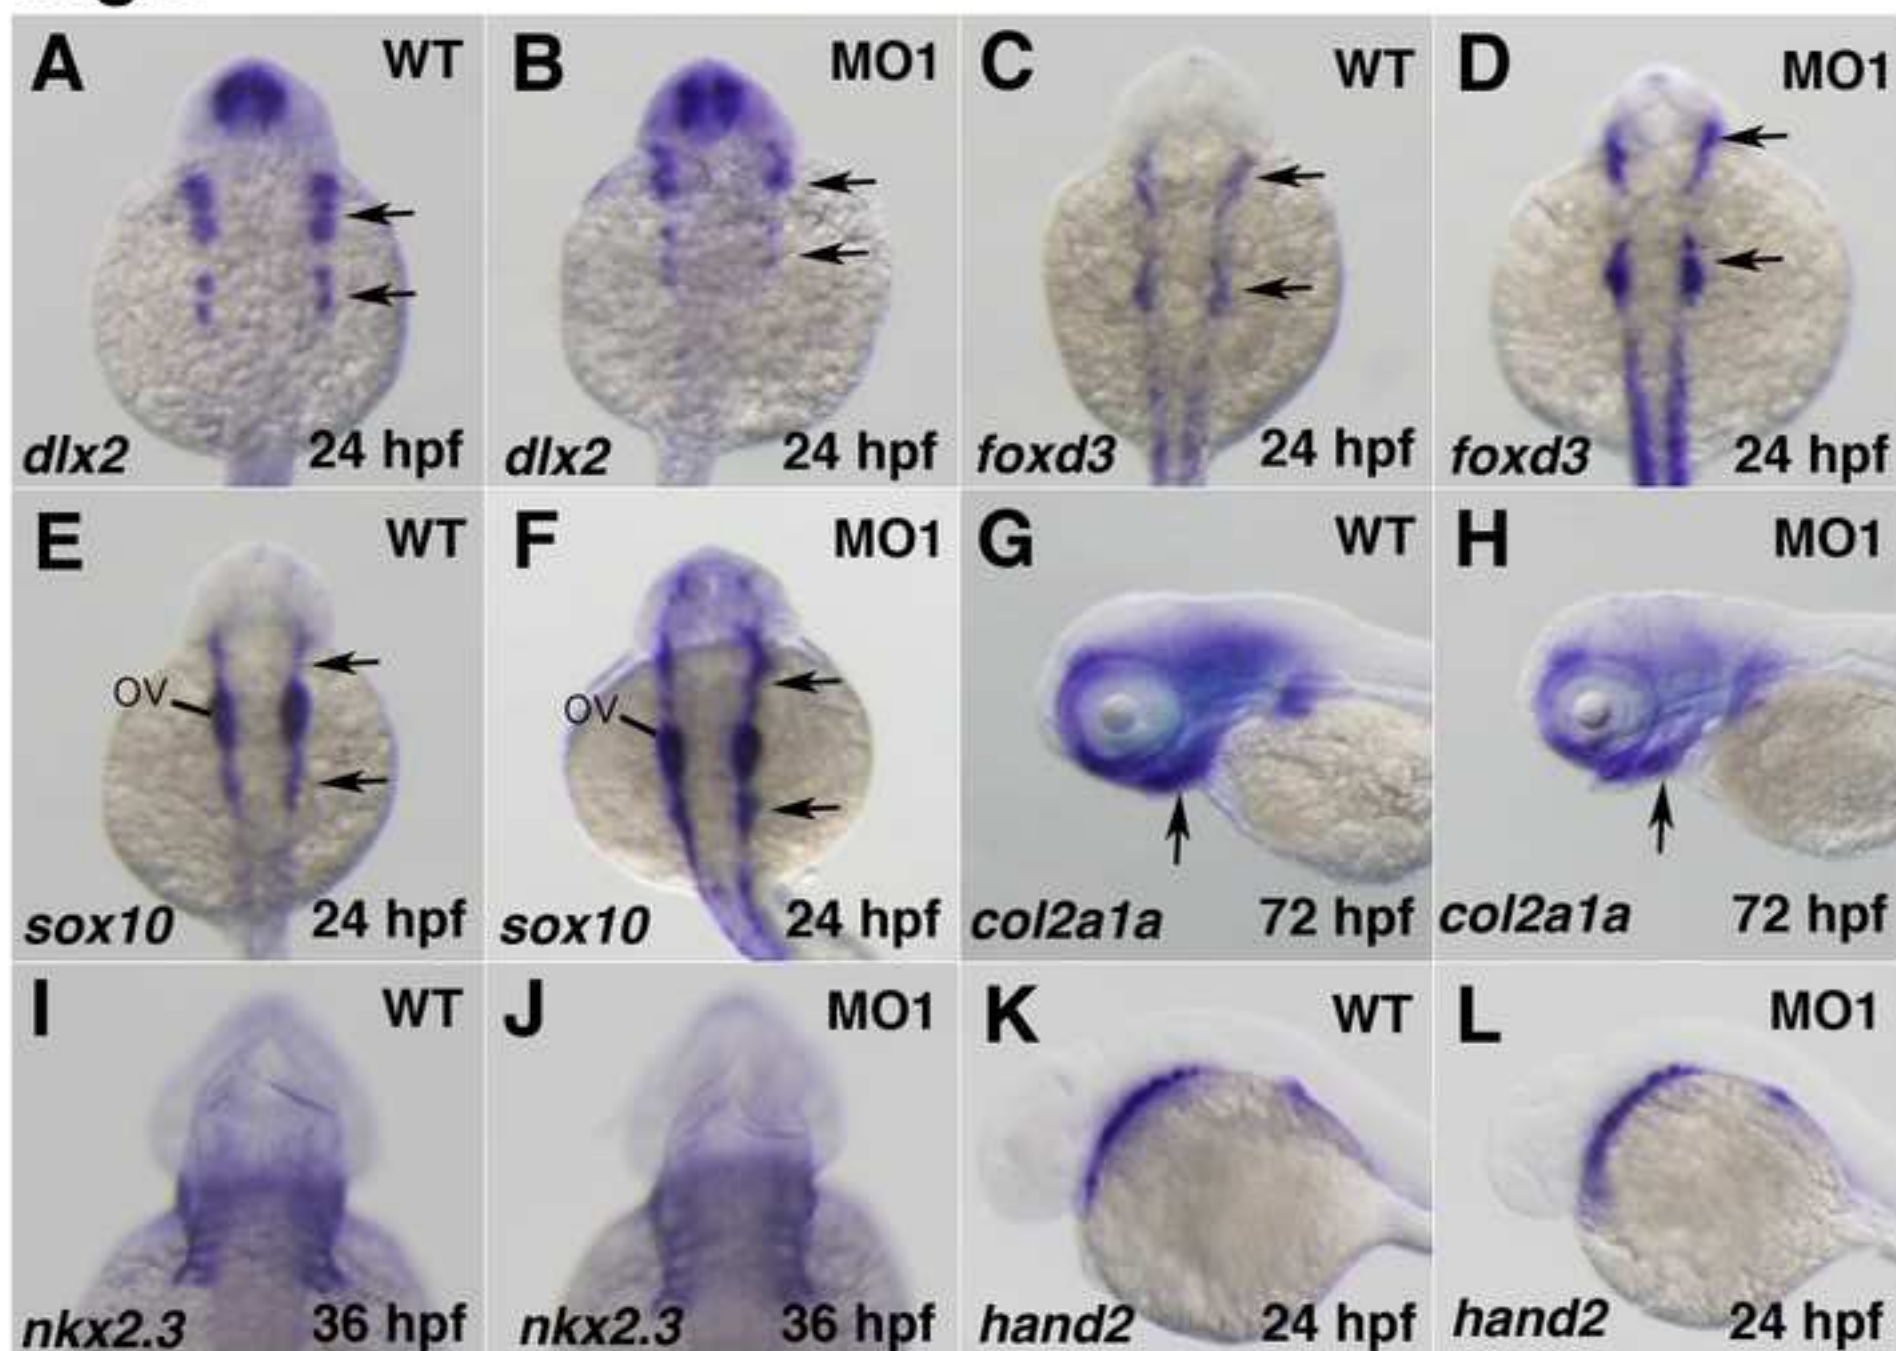 A WT
dlx2 24 hpf
B MO1
dlx2 24 hpf
C WT
foxd3 24 hpf
D MO1
foxd3 24 hpf
E WT
OV
sox10 24 hpf
F MO1
OV
sox10 24 hpf
G WT
col2a1a 72 hpf
H MO1
col2a1a 72 hpf
I WT
nkx2.3 36 hpf
J MO1
nkx2.3 36 hpf
K WT
hand2 24 hpf
L MO1
hand2 24 hpf